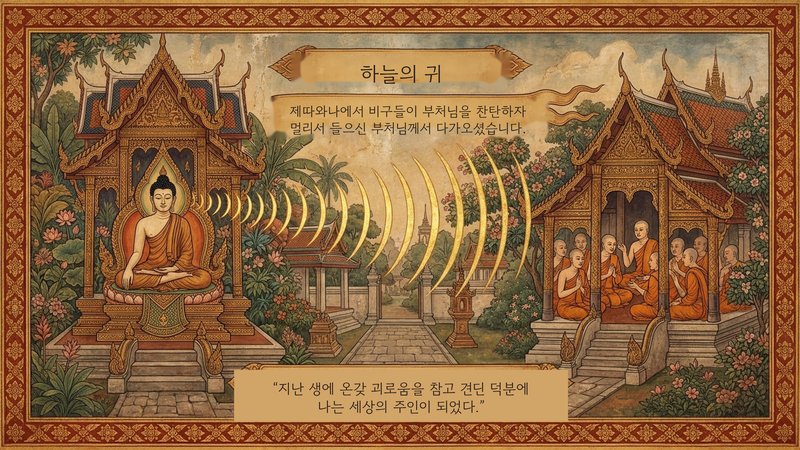 하늘의 귀
제따와나에서 비구들이 부처님을 찬탄하자
멀리서 들으신 부처님께서 다가오셨습니다.
“지난 생에 온갖 괴로움을 참고 견딘 덕분에
나는 세상의 주인이 되었다.”